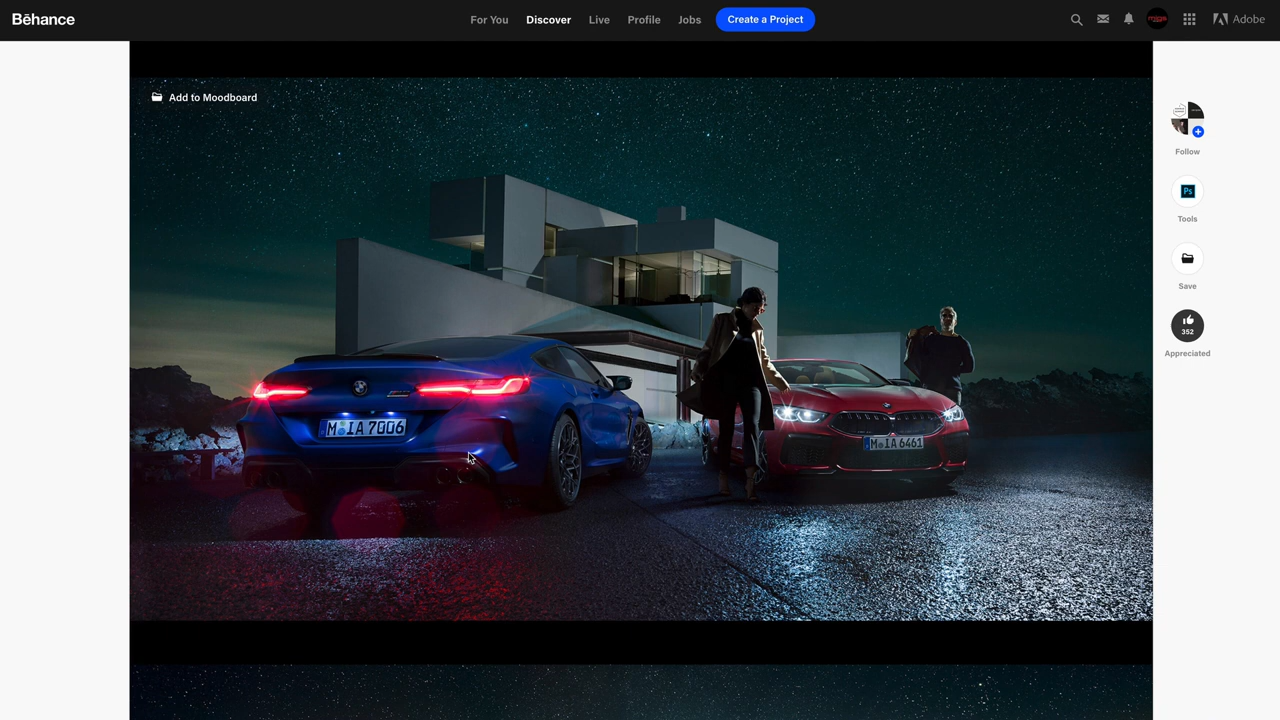 Bēhance
For You
Discover
Live
Profile
Jobs
Create a Project
Adobe
Add to Moodboard
Follow
Ps
Tools
Save
352
Appreciated
M IA 7006
M IA 6461